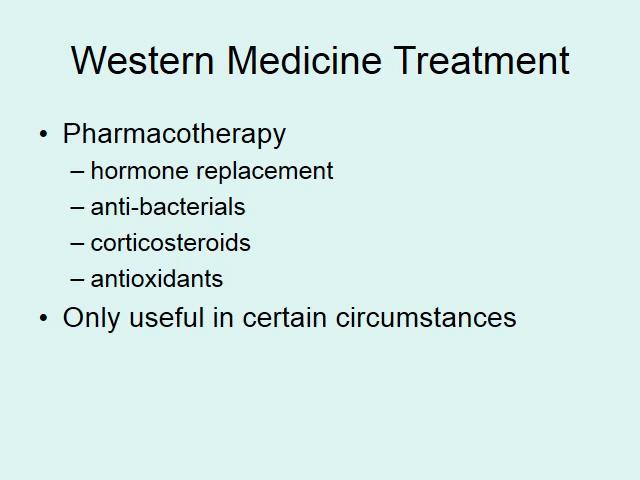 Western Medicine Treatment
• Pharmacotherapy
– hormone replacement
– anti-bacterials
– corticosteroids
– antioxidants
• Only useful in certain circumstances